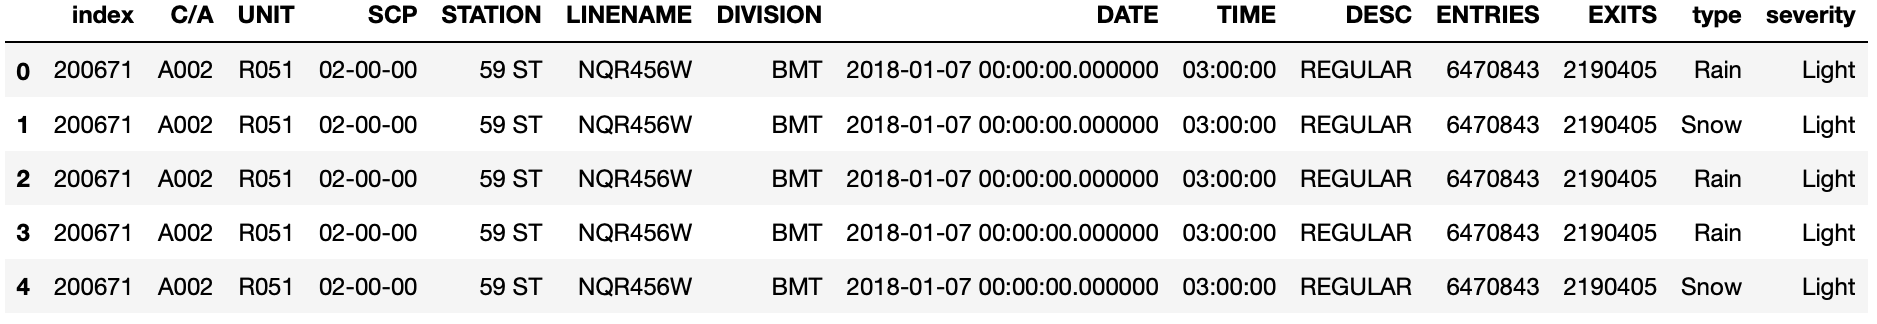 index C/A UNIT SCP STATION LINENAME DIVISION DATE TIME DESC ENTRIES EXITS type severity
0 200671 A002 R051 02-00-00 59 ST NQR456W BMT 2018-01-07 00:00:00.000000 03:00:00 REGULAR 6470843 2190405 Rain Light
1 200671 A002 R051 02-00-00 59 ST NQR456W BMT 2018-01-07 00:00:00.000000 03:00:00 REGULAR 6470843 2190405 Snow Light
2 200671 A002 R051 02-00-00 59 ST NQR456W BMT 2018-01-07 00:00:00.000000 03:00:00 REGULAR 6470843 2190405 Rain Light
3 200671 A002 R051 02-00-00 59 ST NQR456W BMT 2018-01-07 00:00:00.000000 03:00:00 REGULAR 6470843 2190405 Rain Light
4 200671 A002 R051 02-00-00 59 ST NQR456W BMT 2018-01-07 00:00:00.000000 03:00:00 REGULAR 6470843 2190405 Snow Light